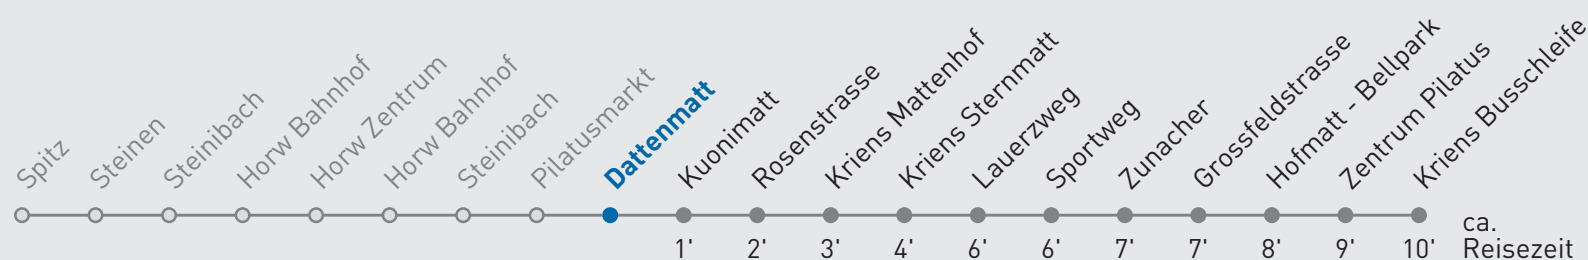 Spitz
Steinen
Steinibach
Horw Bahnhof
Horw Zentrum
Horw Bahnhof
Steinibach
Pilatusmarkt
Dattenmatt
Kuonimatt
Rosenstrasse
Kriens Mattenhof
Kriens Sternmatt
Lauerzweg
Sportweg
Zunacher
Grossfeldstrasse
Hofmatt - Bellpark
Zentrum Pilatus
Kriens Busschleife
1' 2' 3' 4' 6' 6' 7' 7' 8' 9' 10'
ca.
Reisezeit